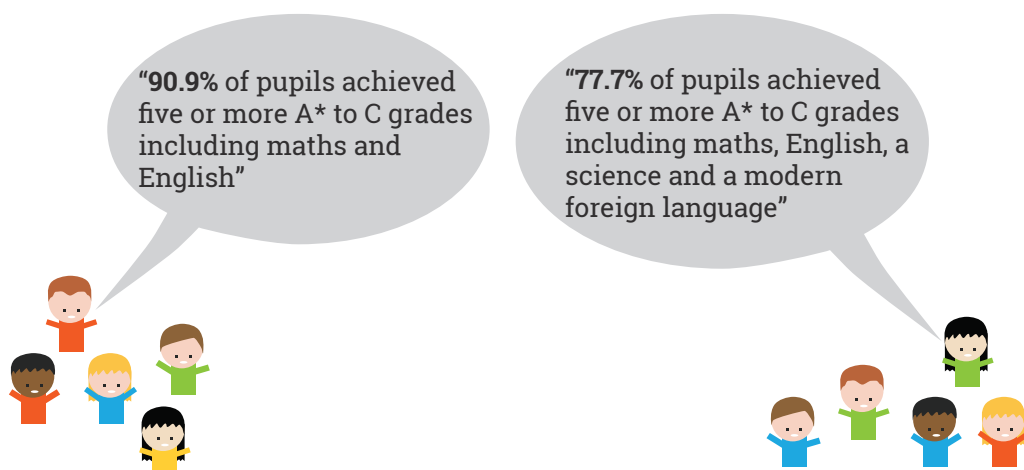 “90.9% of pupils achieved
five or more A* to C grades
including maths and
English”
“77.7% of pupils achieved
five or more A* to C grades
including maths, English, a
science and a modern
foreign language”